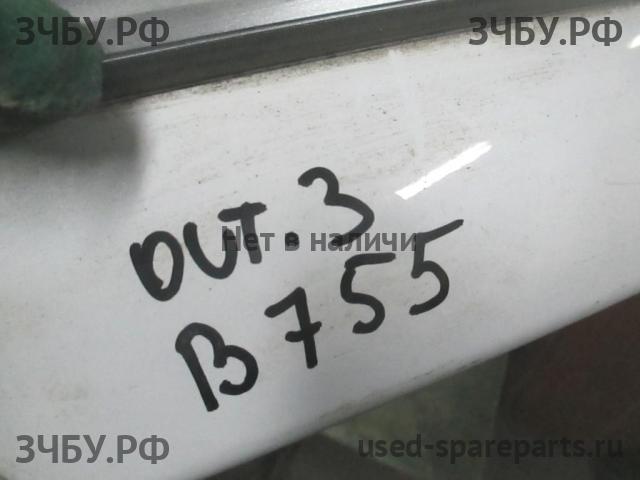 ЗЧБУ.РФ ЗЧБУ.РФ
OUT.3
Нет в наличи
B755
ЗЧБУ.РФ used-spareparts.ru